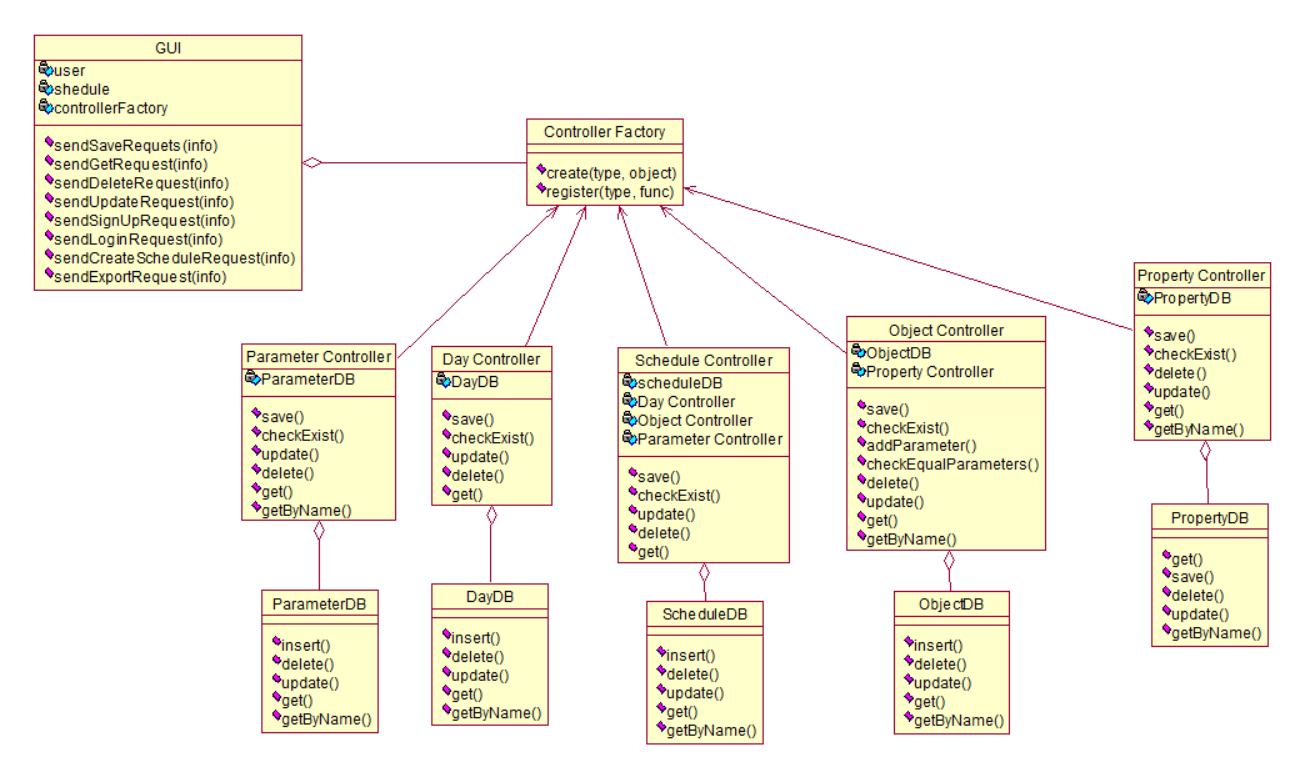 GUI
user
shedule
controllerFactory
sendSaveRequets(info)
sendGetRequest(info)
sendDeleteRequest(info)
sendUpdateRequest(info)
sendSignUpRequest(info)
sendLoginRequest(info)
sendCreateScheduleRequest(info)
sendExportRequest(info)
Controller Factory
create(type, object)
register(type, func)
Parameter Controller
ParameterDB
save()
checkExist()
update()
delete()
get()
getByName()
Day Controller
DayDB
save()
checkExist()
update()
delete()
get()
Schedule Controller
scheduleDB
Day Controller
Object Controller
Parameter Controller
save()
checkExist()
update()
delete()
get()
Object Controller
ObjectDB
Property Controller
save()
checkExist()
addParameter()
checkEqualParameters()
delete()
update()
get()
getByName()
Property Controller
PropertyDB
save()
checkExist()
delete()
update()
get()
getByName()
ParameterDB
insert()
delete()
update()
get()
getByName()
DayDB
insert()
delete()
update()
get()
getByName()
ScheduleDB
insert()
delete()
update()
get()
getByName()
ObjectDB
insert()
delete()
update()
get()
getByName()
PropertyDB
get()
save()
delete()
update()
getByName()